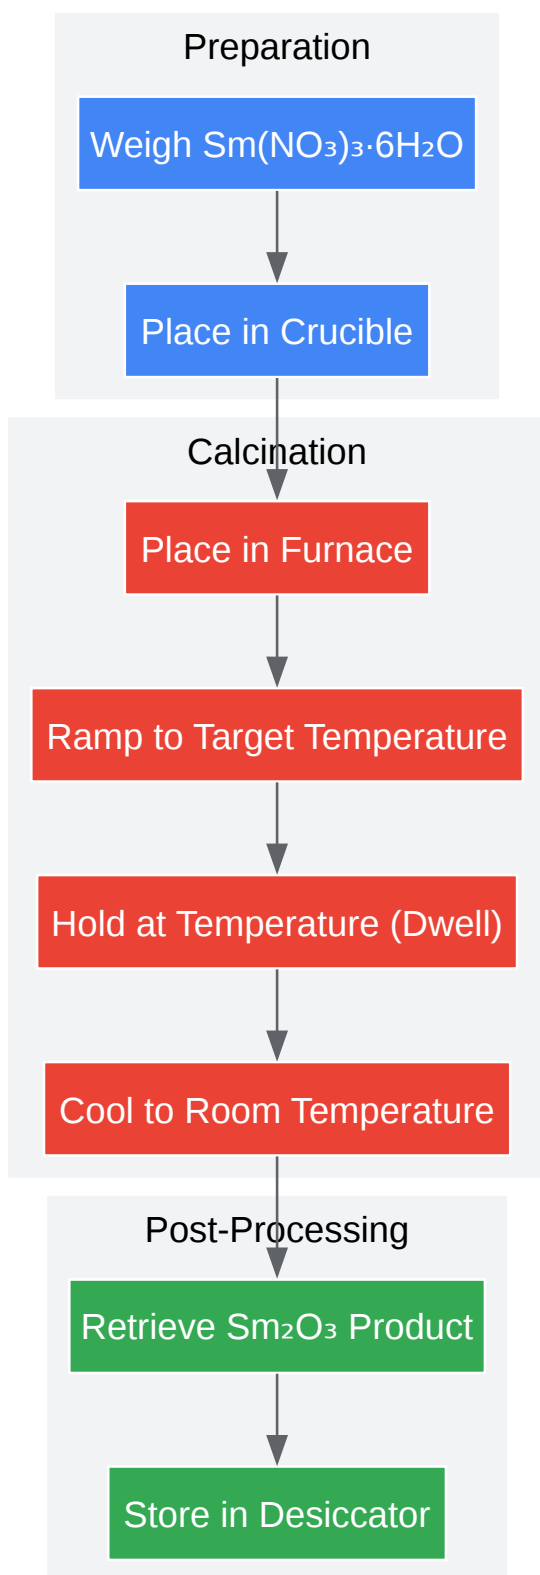 Preparation
Weigh Sm(NO₃)₃·6H₂O
Place in Crucible
Calcination
Place in Furnace
Ramp to Target Temperature
Hold at Temperature (Dwell)
Cool to Room Temperature
Post-Processing
Retrieve Sm₂O₃ Product
Store in Desiccator